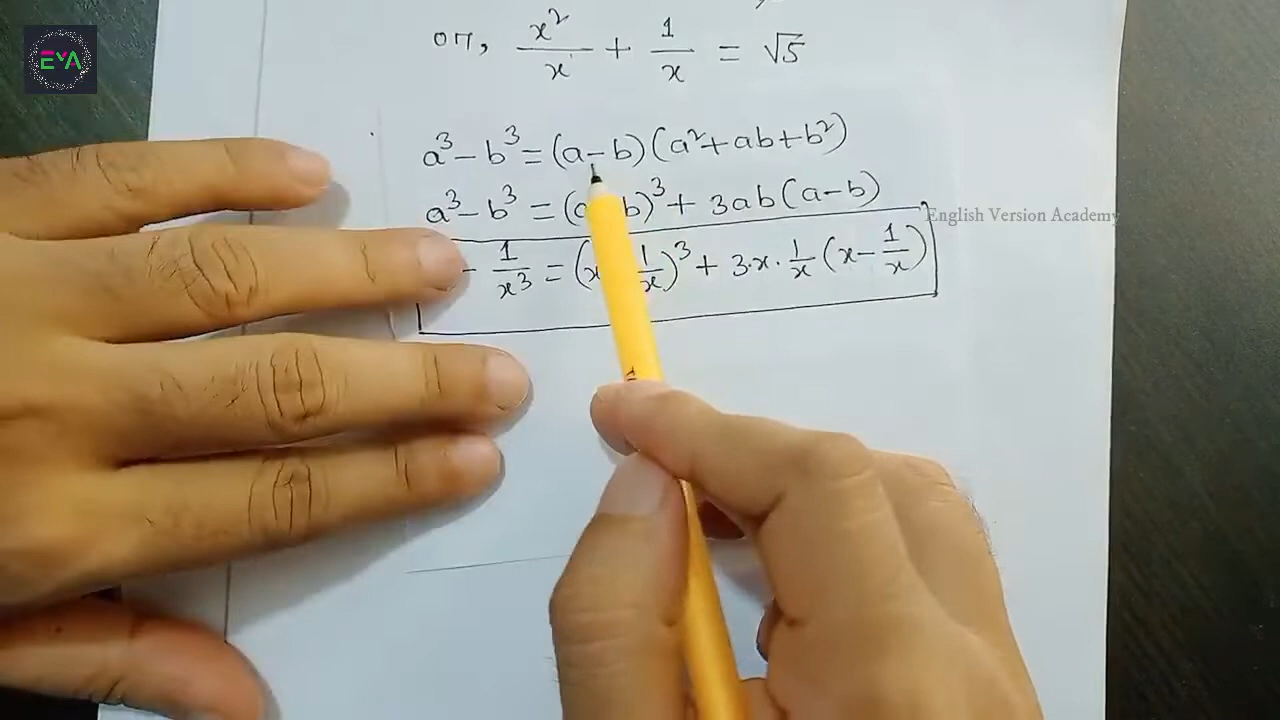 EYA
or, x²/x + 1/x = √5
a³ - b³ = (a - b)(a² + ab + b²)
a³ - b³ = ( b)³ + 3ab(a - b)
English Version Academy
- 1/x³ = (x 1/x)³ + 3·x·1/x (x - 1/x)